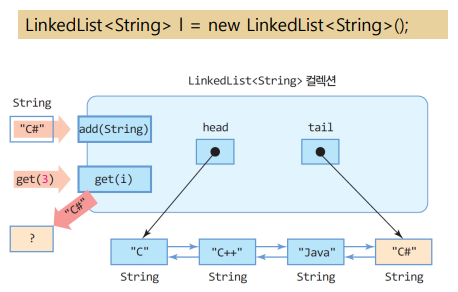 LinkedList<String> l = new LinkedList<String>();
LinkedList<String> 컬렉션
String
"C#"
add(String)
head
tail
get(3)
get(i)
"C#"
?
"C"
"C++"
"Java"
"C#"
String
String
String
String